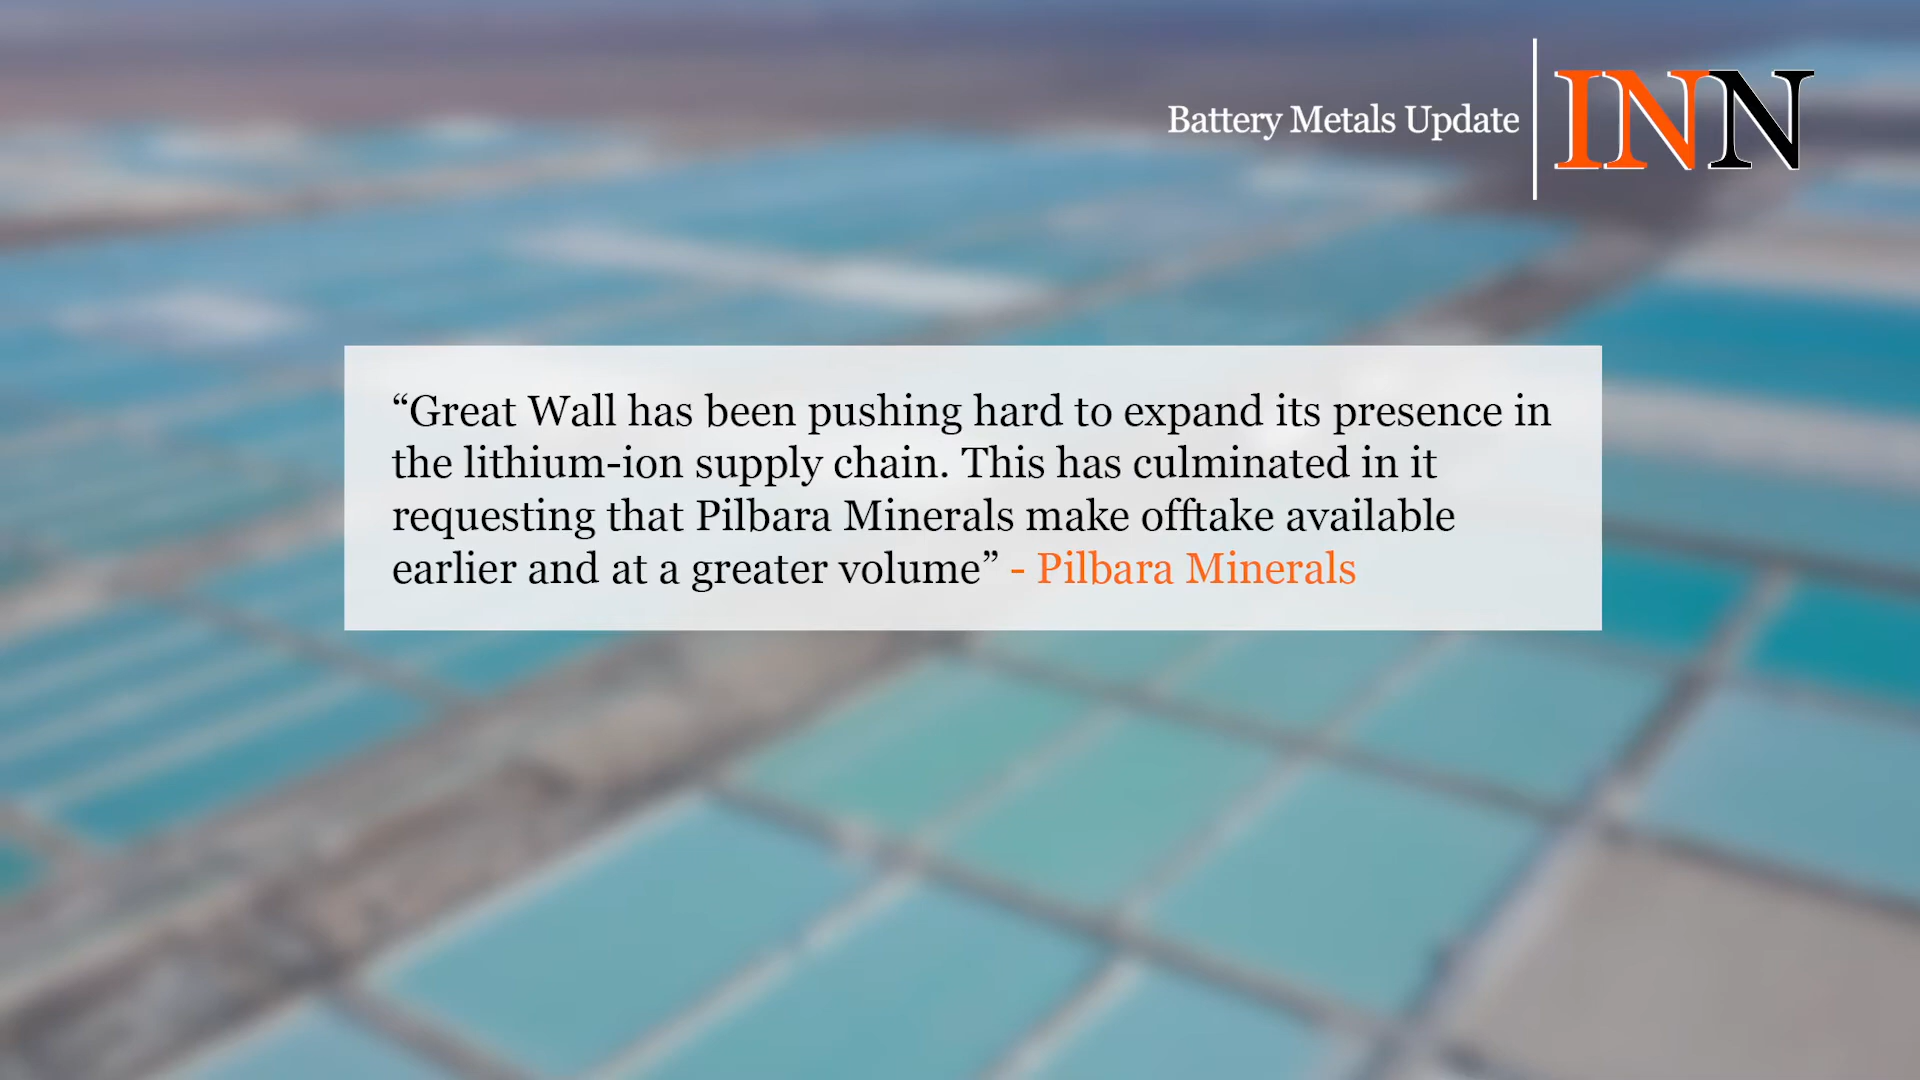 Battery Metals Update
INN
“Great Wall has been pushing hard to expand its presence in
the lithium-ion supply chain. This has culminated in it
requesting that Pilbara Minerals make offtake available
earlier and at a greater volume” - Pilbara Minerals